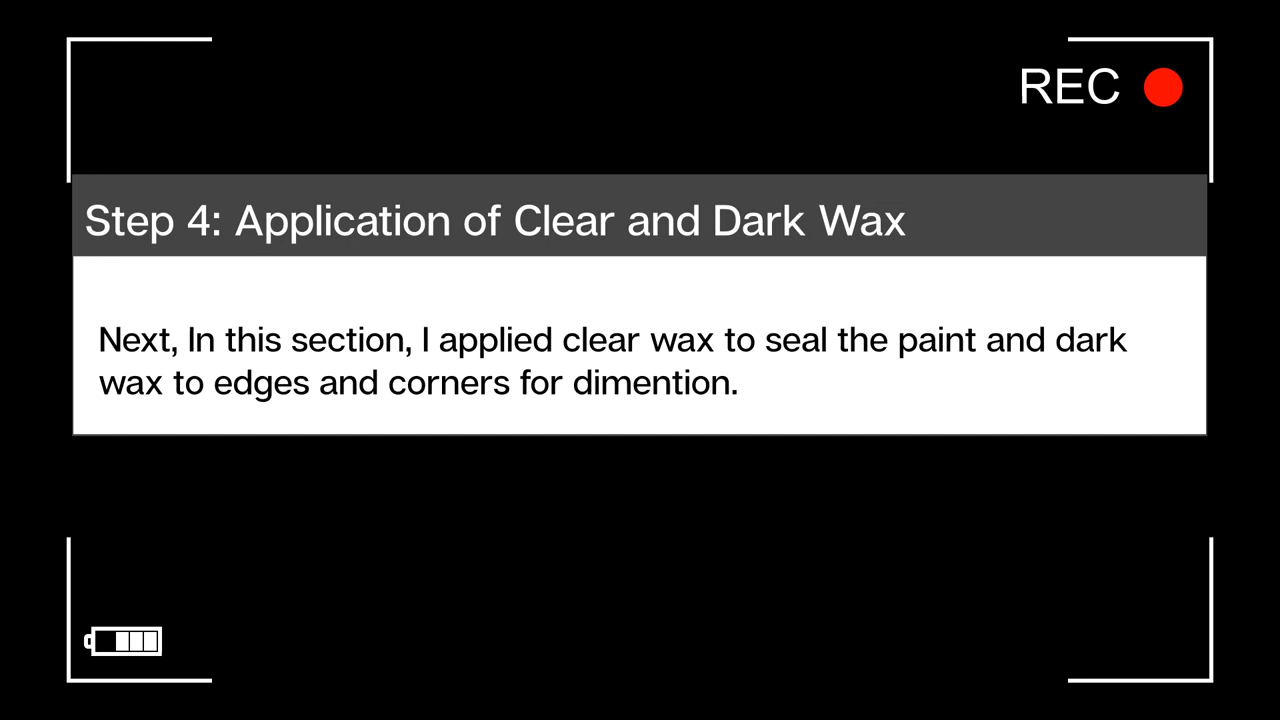 REC
Step 4: Application of Clear and Dark Wax
Next, In this section, I applied clear wax to seal the paint and dark
wax to edges and corners for dimention.